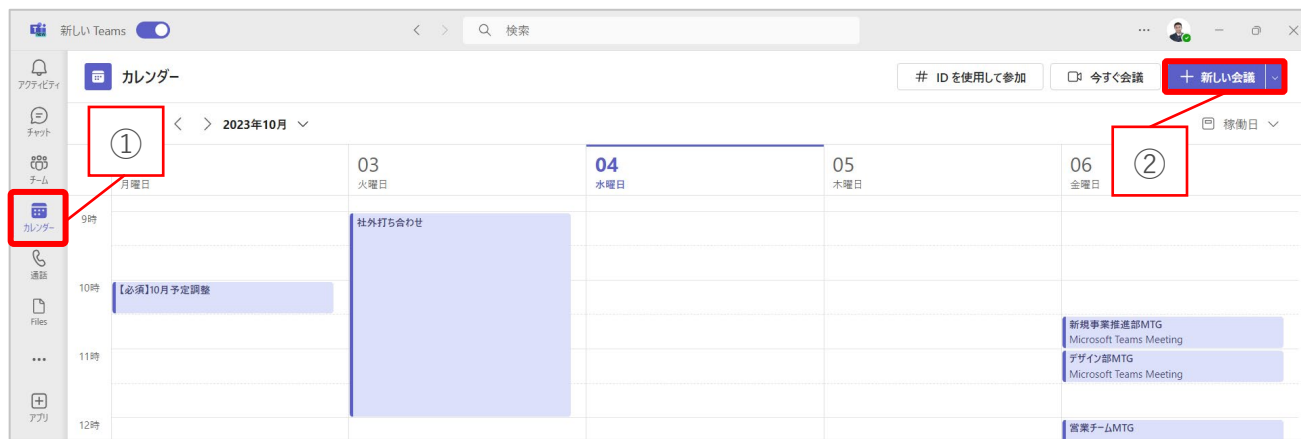 新しい Teams
検索
アクティビティ
カレンダー
# ID を使用して参加
今すぐ会議
新しい会議
チャット
①
2023年10月
②
稼働日
チーム
月曜日
03
火曜日
04
水曜日
05
木曜日
06
金曜日
カレンダー
9時
社外打ち合わせ
通話
10時
【必須】10月予定調整
Files
新規事業推進部MTG
Microsoft Teams Meeting
11時
デザイン部MTG
Microsoft Teams Meeting
アプリ
12時
営業チームMTG